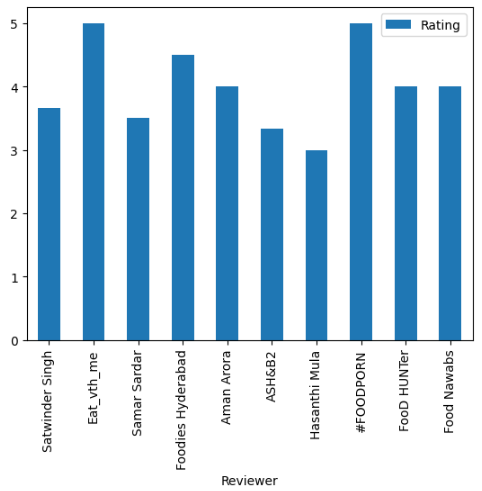 5
4
3
2
1
0
Rating
Satwinder Singh
Eat_vth_me
Samar Sardar
Foodies Hyderabad
Aman Arora
ASH&B2
Hasanthi Mula
#FOODPORN
FooD HUNTer
Food Nawabs
Reviewer